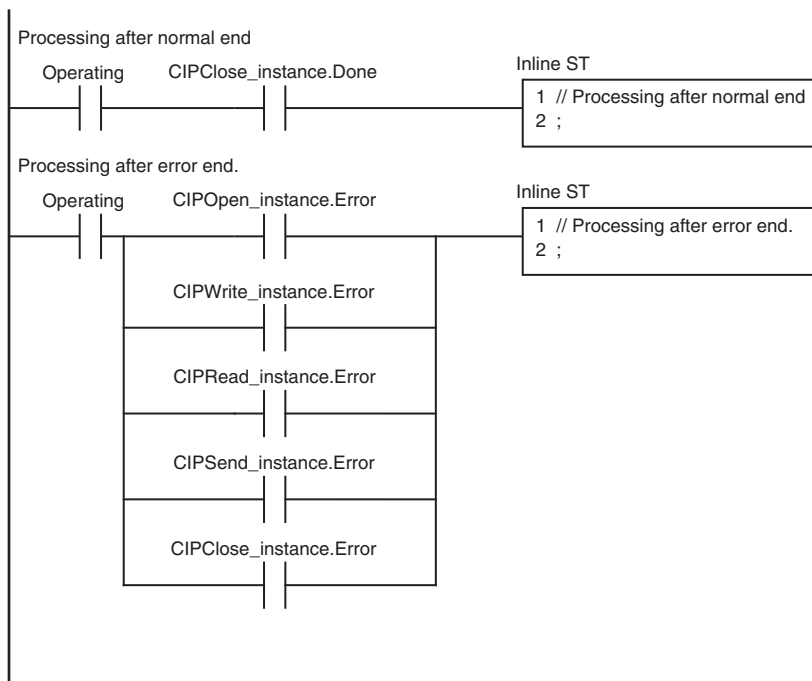 Processing after normal end
Operating CIPClose_instance.Done Inline ST
1 // Processing after normal end
2 ;
Processing after error end.
Operating CIPOpen_instance.Error Inline ST
1 // Processing after error end.
2 ;
CIPWrite_instance.Error
CIPRead_instance.Error
CIPSend_instance.Error
CIPClose_instance.Error